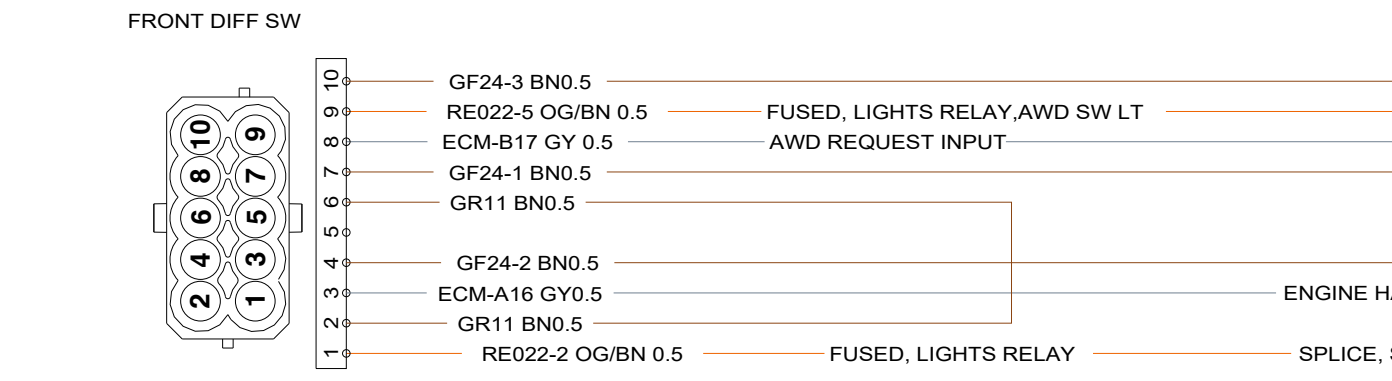 FRONT DIFF SW
10 GF24-3 BN0.5
9 RE022-5 OG/BN 0.5 FUSED, LIGHTS RELAY,AWD SW LT
8 ECM-B17 GY 0.5 AWD REQUEST INPUT
7 GF24-1 BN0.5
6 GR11 BN0.5
5
4 GF24-2 BN0.5
3 ECM-A16 GY0.5 ENGINE HA
2 GR11 BN0.5
1 RE022-2 OG/BN 0.5 FUSED, LIGHTS RELAY SPLICE, S
10 9
8 7
6 5
4 3
2 1